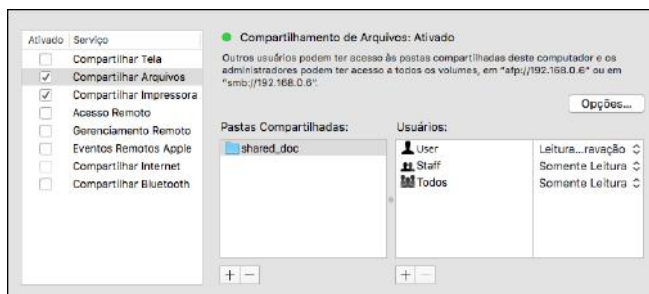 Ativado Serviço
Compartilhar Tela
Compartilhar Arquivos
Compartilhar Impressora
Acesso Remoto
Gerenciamento Remoto
Eventos Remotos Apple
Compartilhar Internet
Compartilhar Bluetooth
Compartilhamento de Arquivos: Ativado
Outros usuários podem ter acesso às pastas compartilhadas deste computador e os
administradores podem ter acesso a todos os volumes, em "afp://192.168.0.6" ou em
"smb://192.168.0.6".
Opções...
Pastas Compartilhadas:
shared_doc
Usuários:
User Leitura...ravação
Staff Somente Leitura
Todos Somente Leitura
+ −
+ −